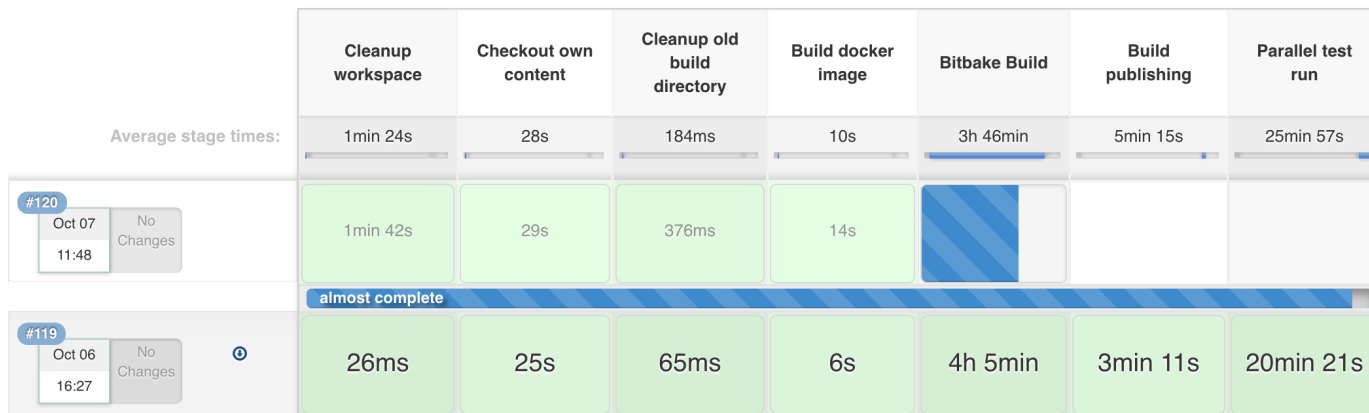 Cleanup
workspace
Checkout own
content
Cleanup old
build
directory
Build docker
image
Bitbake Build
Build
publishing
Parallel test
run
Average stage times:
1min 24s
28s
184ms
10s
3h 46min
5min 15s
25min 57s
#120
Oct 07
11:48
No
Changes
1min 42s
29s
376ms
14s
almost complete
#119
Oct 06
16:27
No
Changes
26ms
25s
65ms
6s
4h 5min
3min 11s
20min 21s